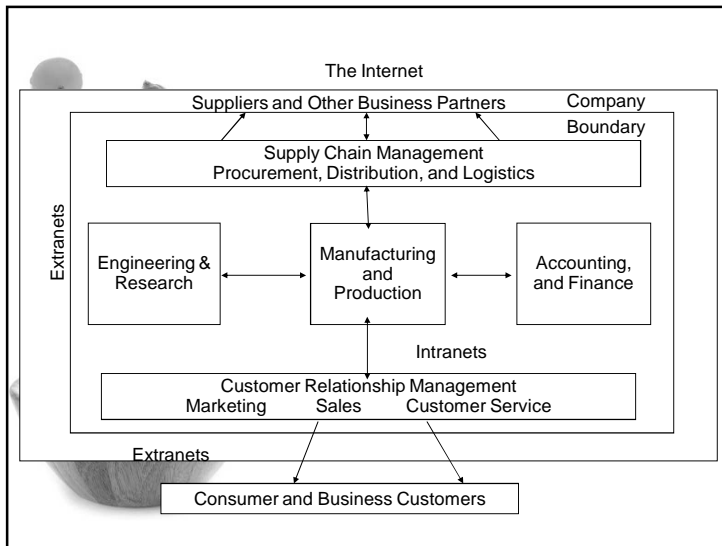 The Internet
Suppliers and Other Business Partners
Company
Boundary
Supply Chain Management
Procurement, Distribution, and Logistics
Extranets
Engineering &
Research
Manufacturing
and
Production
Accounting,
and Finance
Intranets
Customer Relationship Management
Marketing Sales Customer Service
Extranets
Consumer and Business Customers